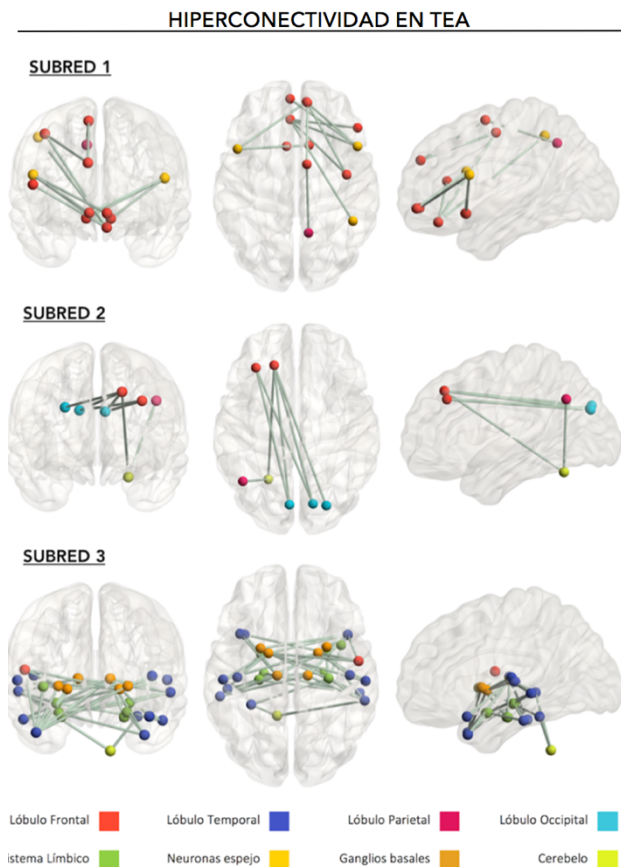 HIPERCONECTIVIDAD EN TEA
SUBRED 1
SUBRED 2
SUBRED 3
Lóbulo Frontal Lóbulo Temporal Lóbulo Parietal Lóbulo Occipital
istema Límbico Neuronas espejo Ganglios basales Cerebelo